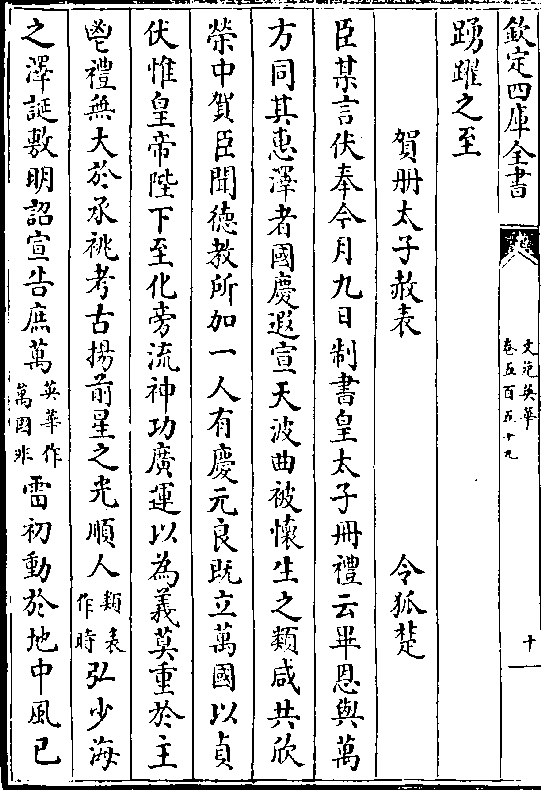 欽定四庫全書
文苑英華
卷五百五十九
十
踴躍之至
賀册太子赦表
令狐楚
臣某言伏奉今月九日制書皇太子冊禮云畢恩與萬
方同其惠澤者國慶遐宣天波曲被懷生之類咸共欣
榮中賀臣聞德教所加一人有慶元良既立萬國以貞
伏惟皇帝陛下至化旁流神功廣運以為義莫重於主
鬯禮無大於承祧考古揚前星之光順人類表作時弘少海
之澤誕敷明詔宣告庶萬英華作萬國非雷初動於地中風已